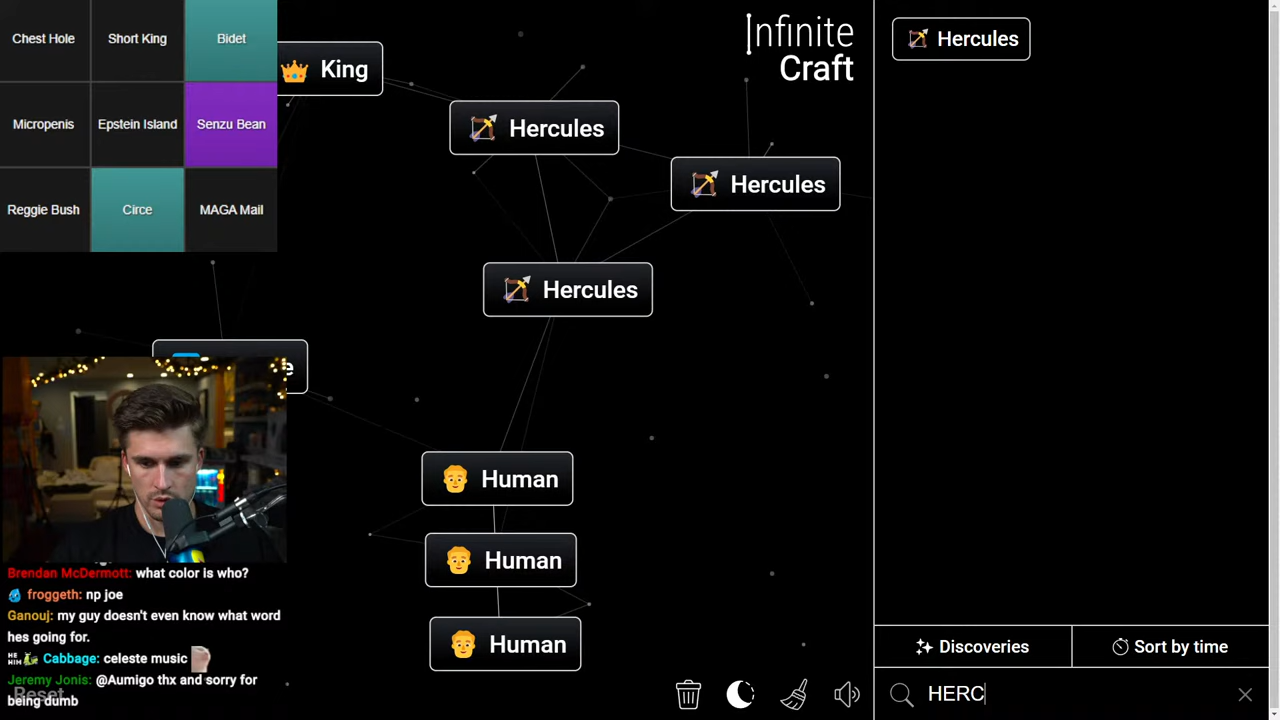 Chest Hole Short King Bidet
Micropenis Epstein Island Senzu Bean
Reggie Bush Circe MAGA Mail
King
Infinite
Craft
Hercules
Hercules
Hercules
Hercules
e
Human
Human
Human
Brendan McDermott: what color is who?
froggeth: np joe
Ganouj: my guy doesn't even know what word
hes going for.
HE HIM Cabbage: celeste music
Jeremy Jonis: @Aumigo thx and sorry for
being dumb
Reset
Discoveries Sort by time
HERC